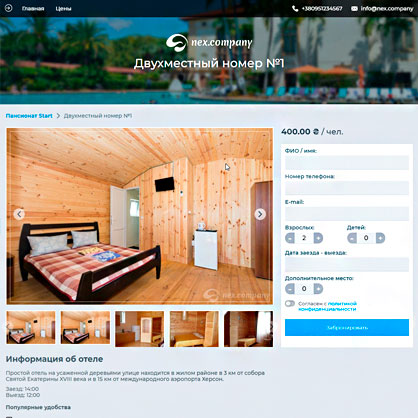 Главная Цены +380951234567 info@nex.company
nex.company
Двухместный номер №1
Пансионат Start > Двухместный номер №1
400.00 ₴ / чел.
ФИО / имя:
Номер телефона:
E-mail:
Взрослых: Детей:
- 2 + - 0 +
Дата заезда - выезда:
Дополнительное место:
- 0 +
Согласен с политикой
конфиденциальности
Забронировать
nex.company
Информация об отеле
Простой отель на усаженной деревьями улице находится в жилом районе в 3 км от собора
Святой Екатерины XVIII века и в 15 км от международного аэропорта Херсон.
Заезд: 14:00
Выезд: 12:00
Популярные удобства